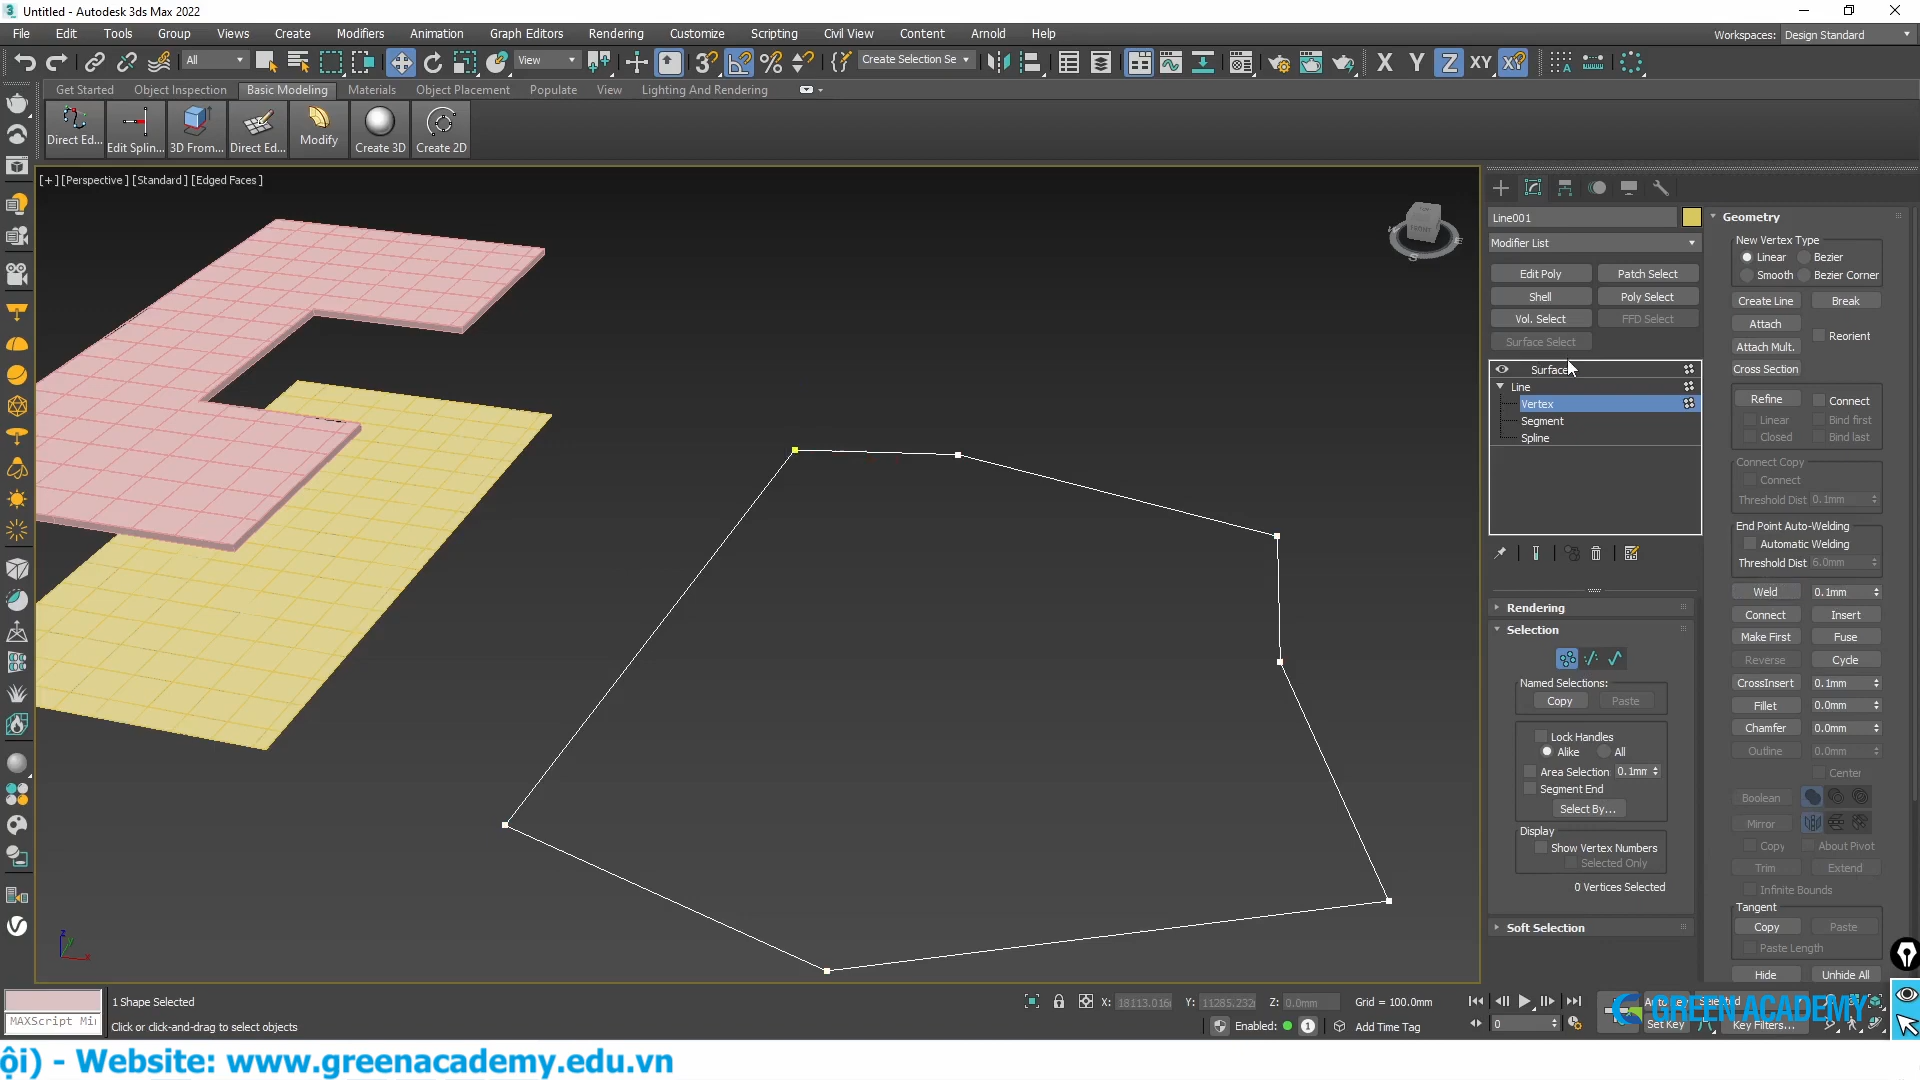 Untitled - Autodesk 3ds Max 2022
File Edit Tools Group Views Create Modifiers Animation Graph Editors Rendering Customize Scripting Civil View Content Arnold Help
Workspaces: Design Standard
All View Create Selection Se X Y Z XY
Get Started Object Inspection Basic Modeling Materials Object Placement Populate View Lighting And Rendering
Direct Ed... Edit Splin... 3D From... Direct Ed... Modify Create 3D Create 2D
[+] [Perspective] [Standard] [Edged Faces]
Line001
Modifier List
Edit Poly Patch Select
Shell Poly Select
Vol. Select FFD Select
Surface Select
Surface
Line
Vertex
Segment
Spline
Rendering
Selection
Named Selections:
Copy Paste
Lock Handles
Alike All
Area Selection 0.1mm
Segment End
Select By...
Display
Show Vertex Numbers
Selected Only
0 Vertices Selected
Soft Selection
Geometry
New Vertex Type
Linear Bezier
Smooth Bezier Corner
Create Line Break
Attach
Reorient
Attach Mult.
Cross Section
Refine Connect
Linear Bind first
Closed Bind last
Connect Copy
Connect
Threshold Dist 0.1mm
End Point Auto-Welding
Automatic Welding
Threshold Dist 6.0mm
Weld 0.1mm
Connect Insert
Make First Fuse
Reverse Cycle
CrossInsert 0.1mm
Fillet 0.0mm
Chamfer 0.0mm
Outline 0.0mm
Center
Boolean
Mirror
Copy About Pivot
Trim Extend
Infinite Bounds
Tangent
Copy Paste
Paste Length
Hide Unhide All
1 Shape Selected
MAXScript Mi
Click or click-and-drag to select objects
X: 18113.016 Y: 11285.232 Z: 0.0mm Grid = 100.0mm
Enabled: 1 Add Time Tag
0
Set Key Key Filters...
GREEN ACADEMY
ội) - Website: www.greenacademy.edu.vn